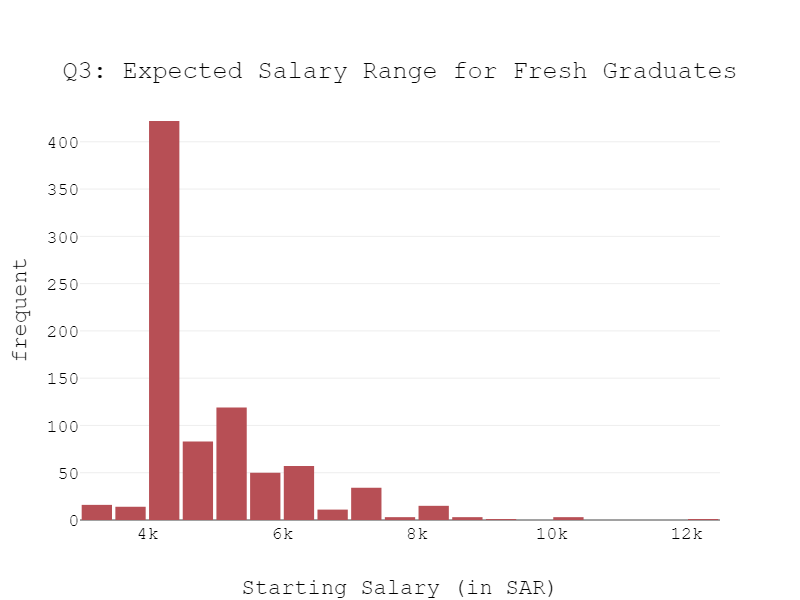 Q3: Expected Salary Range for Fresh Graduates
400
350
300
250
200
150
100
50
0
frequent
4k 6k 8k 10k 12k
Starting Salary (in SAR)